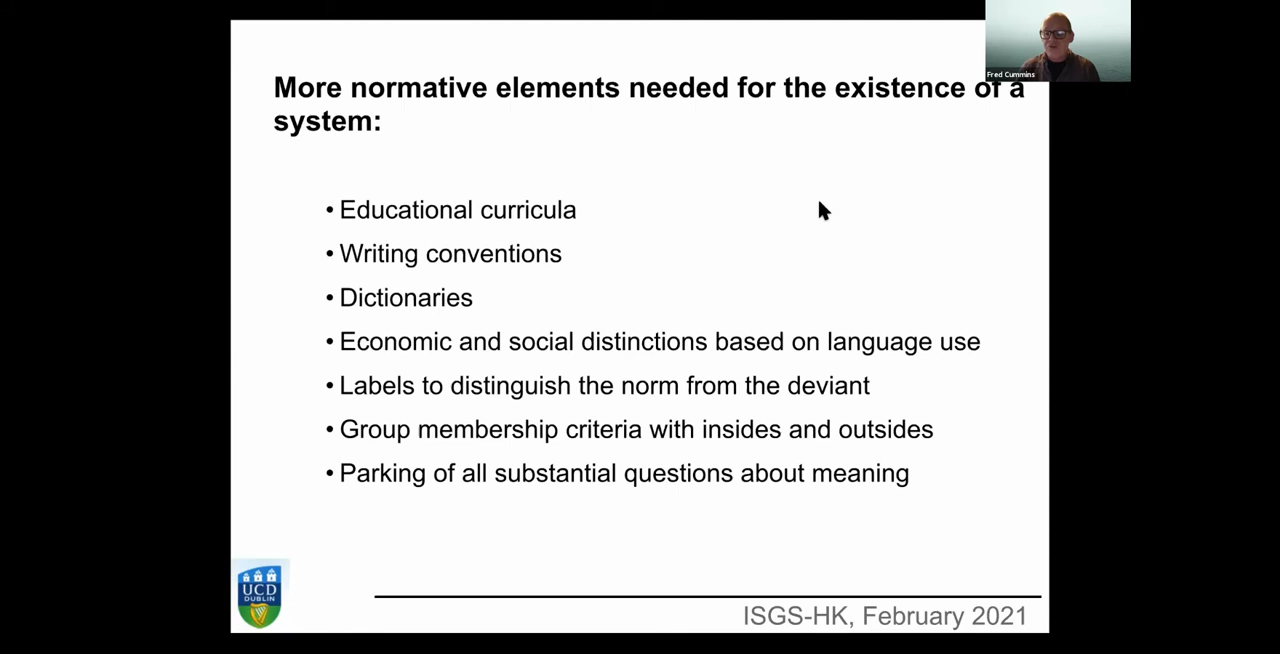 Fred Cummins
More normative elements needed for the existence of a
system:
• Educational curricula
• Writing conventions
• Dictionaries
• Economic and social distinctions based on language use
• Labels to distinguish the norm from the deviant
• Group membership criteria with insides and outsides
• Parking of all substantial questions about meaning
UCD
DUBLIN
ISGS-HK, February 2021